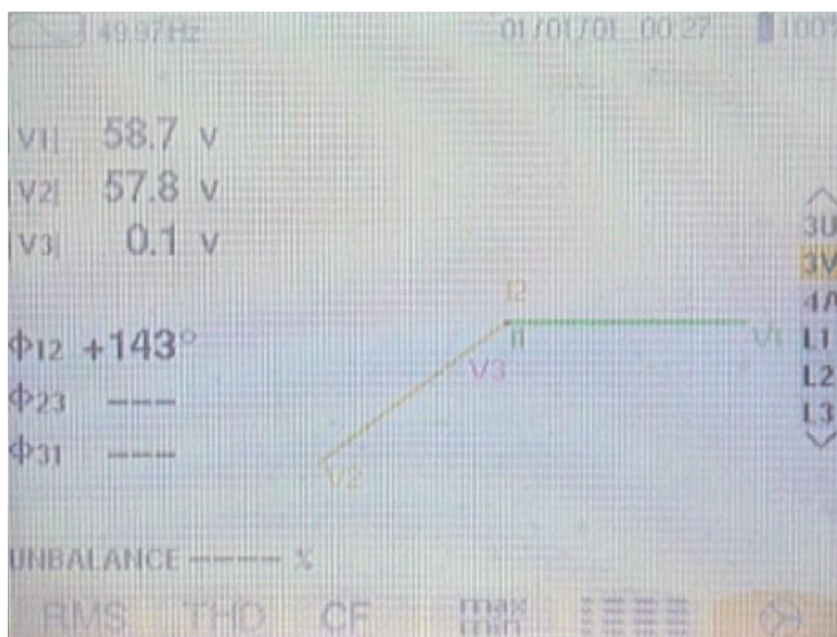 49.97Hz 01/01/01 00:27 100%
|V1| 58.7 v
|V2| 57.8 v
|V3| 0.1 v
3U
3V
4A
L1
L2
L3
I2
I1
V1
V3
V2
Φ12 +143°
Φ23 ---
Φ31 ---
UNBALANCE ---- %
RMS THD CF max
min